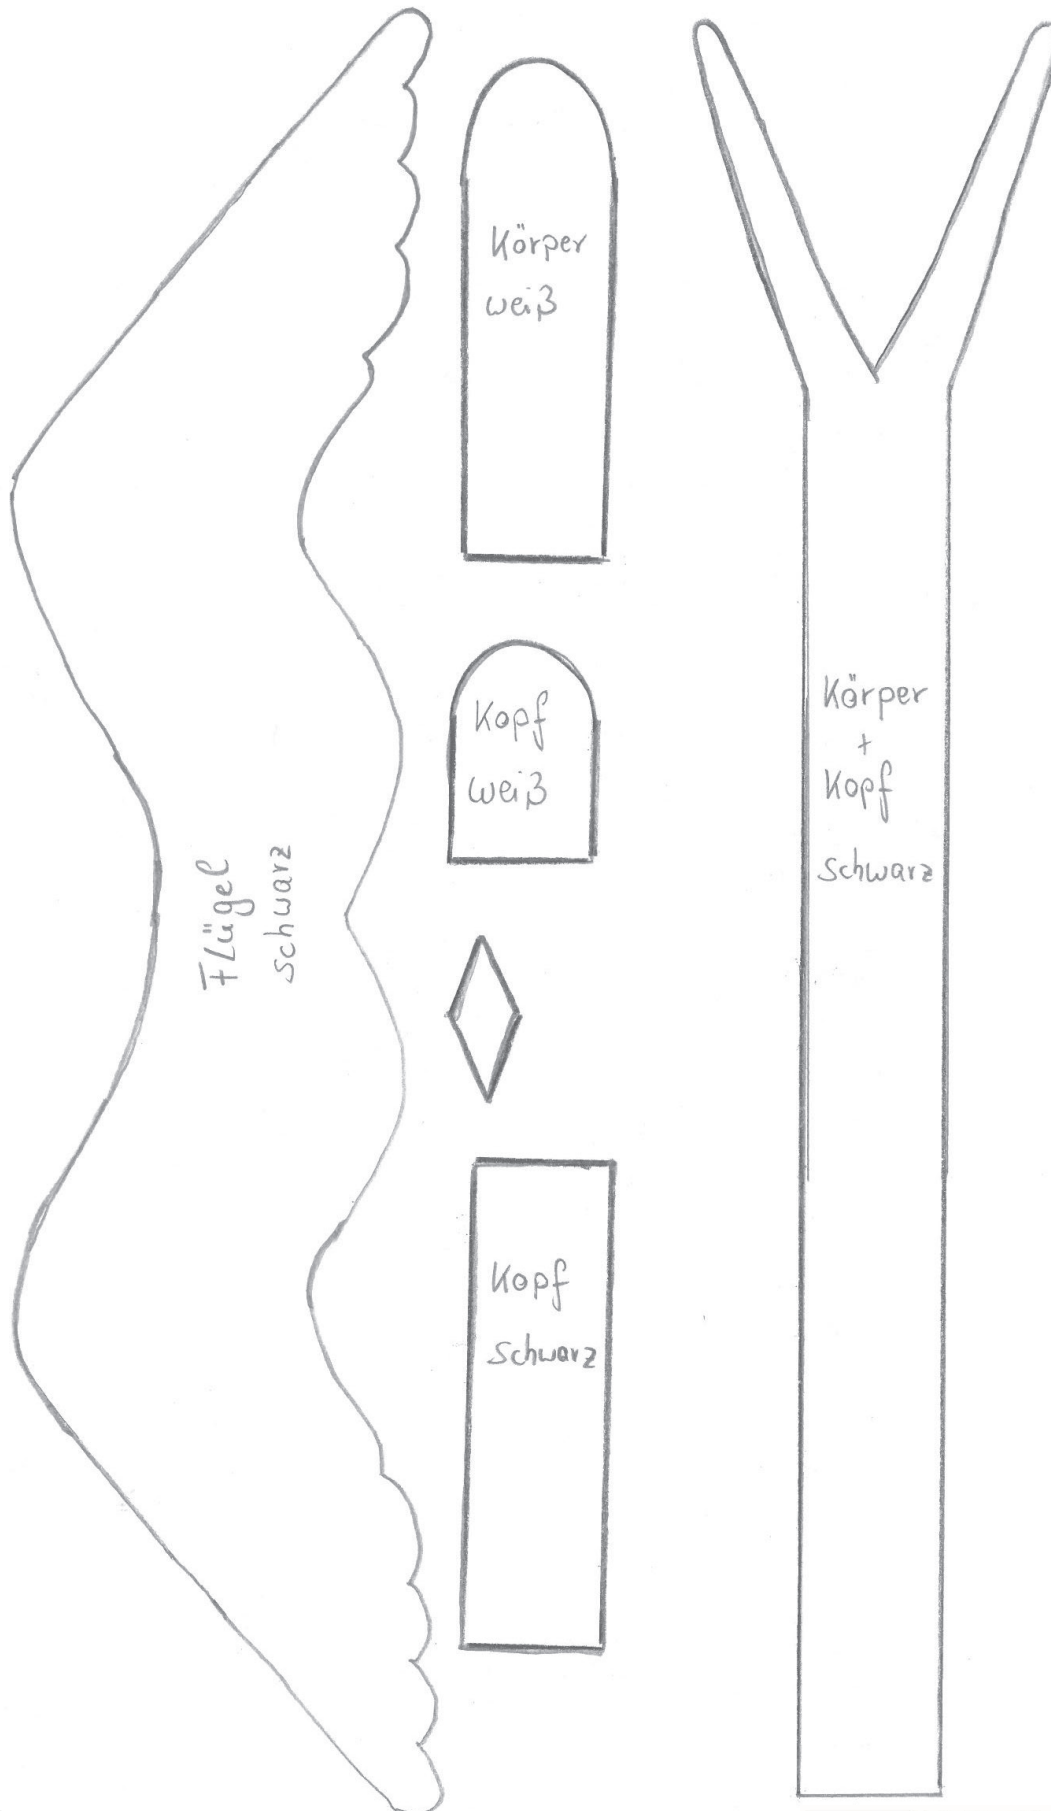 Körper
weiß
Kopf
weiß
Flügel
schwarz
Kopf
schwarz
Körper
+
Kopf
schwarz